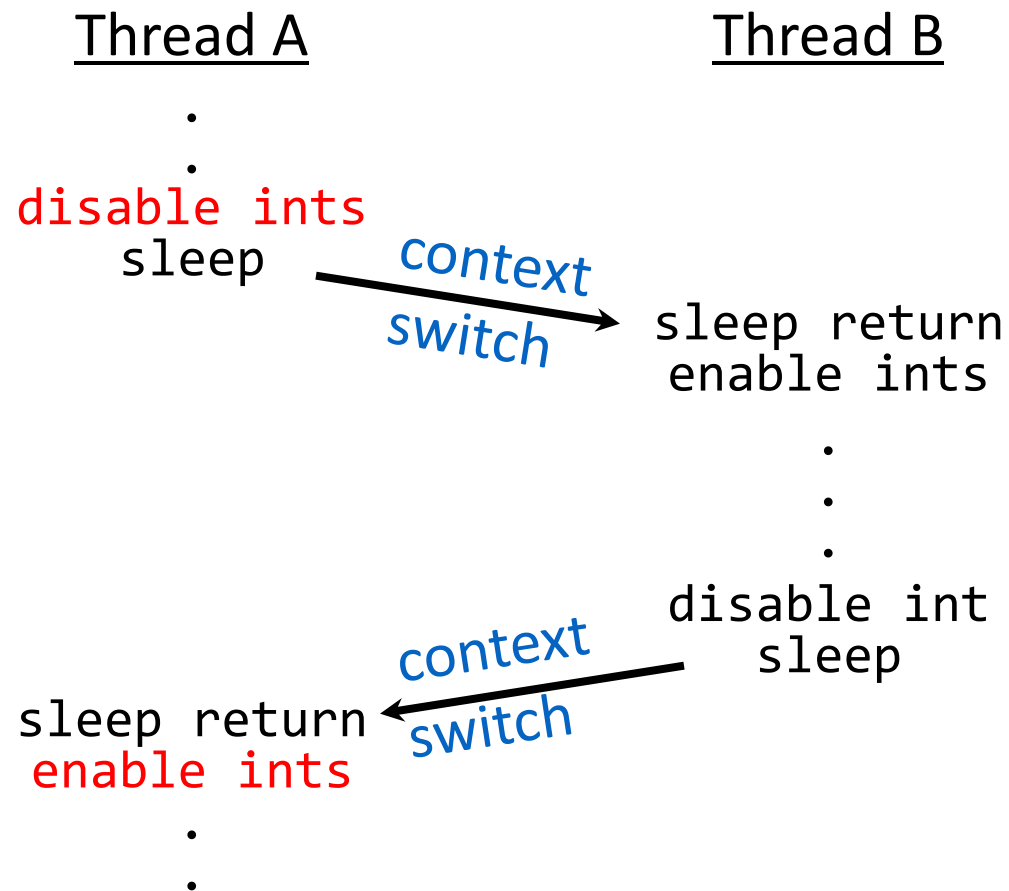 Thread A
Thread B
.
.
disable ints
sleep
context
switch
sleep return
enable ints
.
.
.
disable int
sleep
context
switch
sleep return
enable ints
.
.